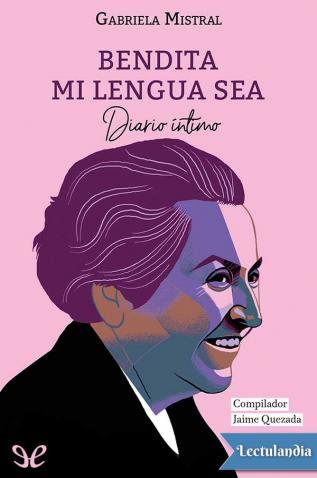 GABRIELA MISTRAL
BENDITA
MI LENGUA SEA
Diario íntimo
Compilador
Jaime Quezada
Lectulandia